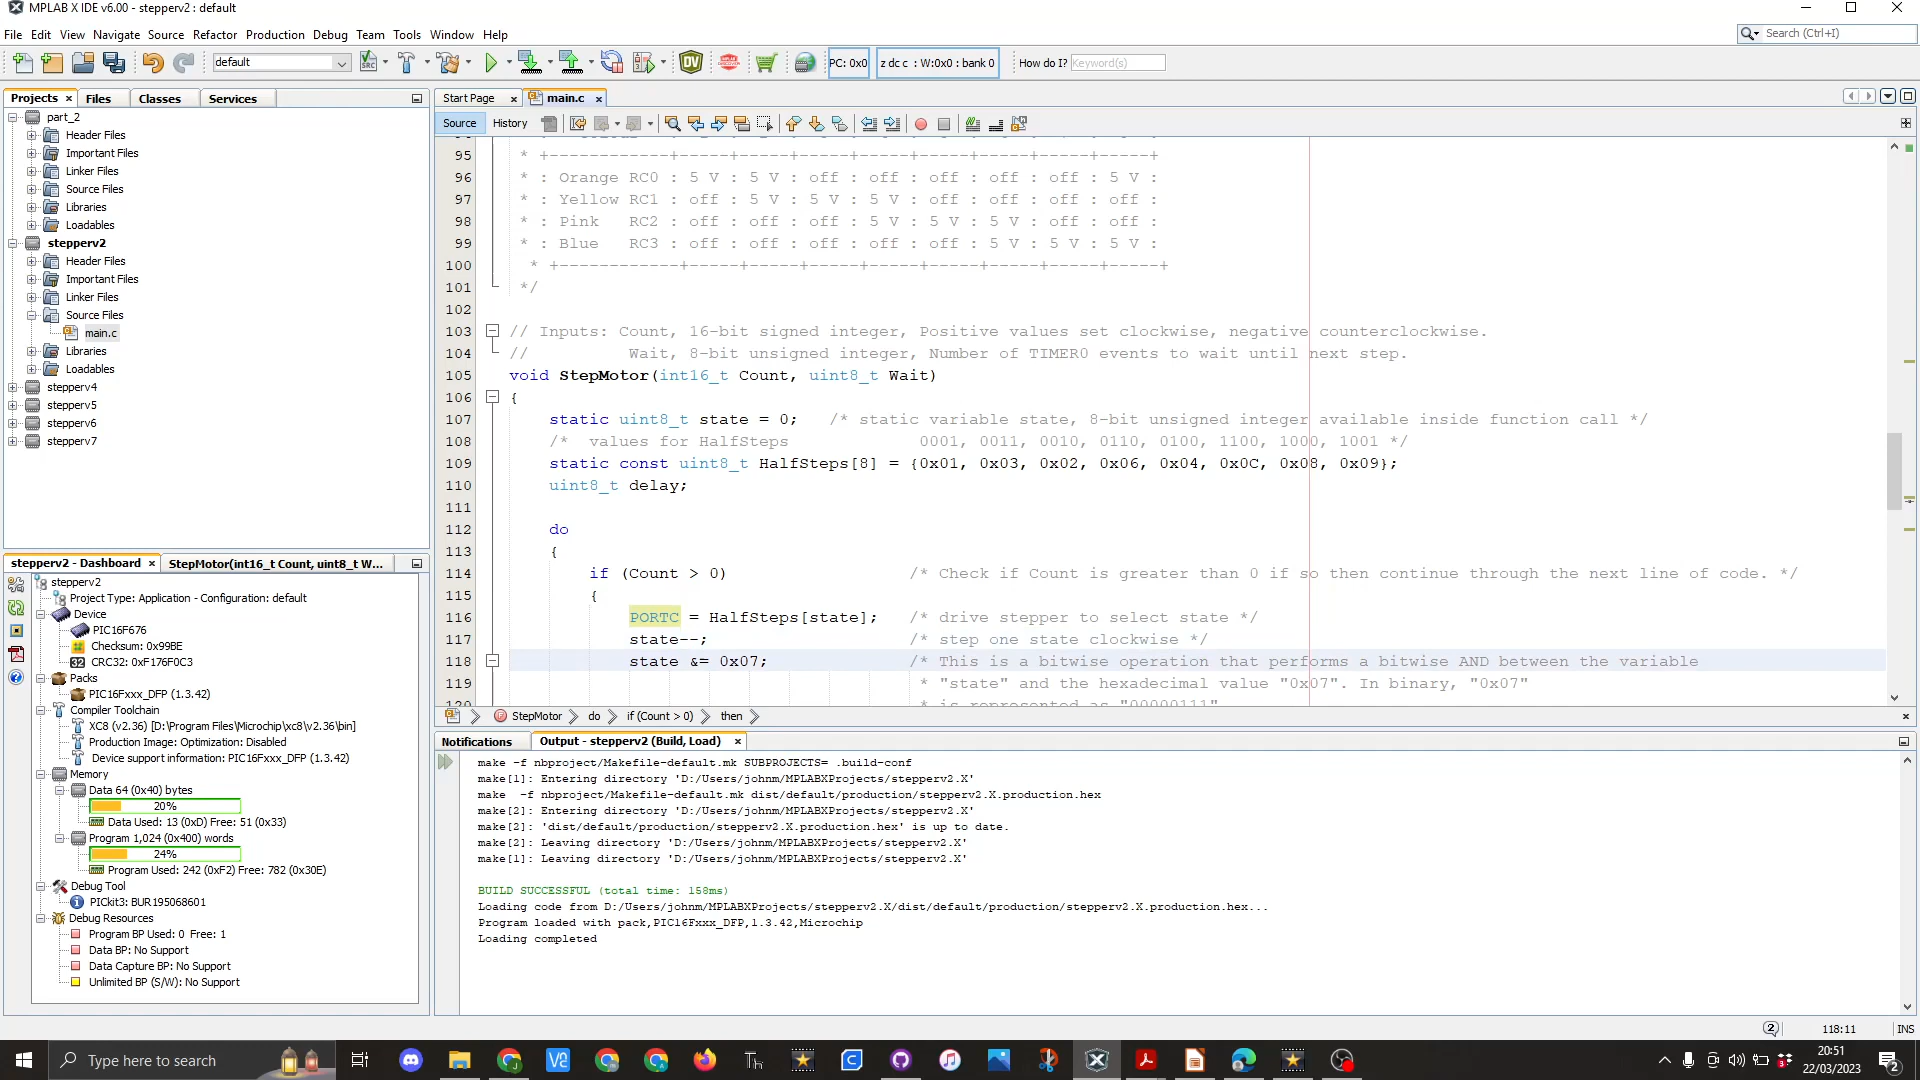 MPLAB X IDE v6.00 - stepperv2 : default
File Edit View Navigate Source Refactor Production Debug Team Tools Window Help
Search (Ctrl+I)
default
PC: 0x0
z dc c : W:0x0 : bank 0
How do I? Keyword(s)
Projects Files Classes Services
part_2
Header Files
Important Files
Linker Files
Source Files
Libraries
Loadables
stepperv2
Header Files
Important Files
Linker Files
Source Files
main.c
Libraries
Loadables
stepperv4
stepperv5
stepperv6
stepperv7
stepperv2 - Dashboard StepMotor(int16_t Count, uint8_t W...
stepperv2
Project Type: Application - Configuration: default
Device
PIC16F676
Checksum: 0x99BE
32 CRC32: 0xF176F0C3
Packs
PIC16Fxxx_DFP (1.3.42)
Compiler Toolchain
XC8 (v2.36) [D:\Program Files\Microchip\xc8\v2.36\bin]
Production Image: Optimization: Disabled
Device support information: PIC16Fxxx_DFP (1.3.42)
Memory
Data 64 (0x40) bytes
20%
Data Used: 13 (0xD) Free: 51 (0x33)
Program 1,024 (0x400) words
24%
Program Used: 242 (0xF2) Free: 782 (0x30E)
Debug Tool
PICkit3: BUR195068601
Debug Resources
Program BP Used: 0 Free: 1
Data BP: No Support
Data Capture BP: No Support
Unlimited BP (S/W): No Support
Start Page main.c
Source History
95 * +------------+-----+-----+-----+-----+-----+-----+-----+
96 * : Orange RC0 : 5 V : 5 V : off : off : off : off : off : 5 V :
97 * : Yellow RC1 : off : 5 V : 5 V : 5 V : off : off : off : off :
98 * : Pink RC2 : off : off : off : 5 V : 5 V : 5 V : off : off :
99 * : Blue RC3 : off : off : off : off : off : 5 V : 5 V : 5 V :
100 * +------------+-----+-----+-----+-----+-----+-----+-----+
101 */
102
103 // Inputs: Count, 16-bit signed integer, Positive values set clockwise, negative counterclockwise.
104 // Wait, 8-bit unsigned integer, Number of TIMER0 events to wait until next step.
105 void StepMotor(int16_t Count, uint8_t Wait)
106 {
107 static uint8_t state = 0; /* static variable state, 8-bit unsigned integer available inside function call */
108 /* values for HalfSteps 0001, 0011, 0010, 0110, 0100, 1100, 1000, 1001 */
109 static const uint8_t HalfSteps[8] = {0x01, 0x03, 0x02, 0x06, 0x04, 0x0C, 0x08, 0x09};
110 uint8_t delay;
111
112 do
113 {
114 if (Count > 0) /* Check if Count is greater than 0 if so then continue through the next line of code. */
115 {
116 PORTC = HalfSteps[state]; /* drive stepper to select state */
117 state--; /* step one state clockwise */
118 state &= 0x07; /* This is a bitwise operation that performs a bitwise AND between the variable
119 * "state" and the hexadecimal value "0x07". In binary, "0x07"
120 * is represented as "00000111"
StepMotor do if (Count > 0) then
Notifications Output - stepperv2 (Build, Load)
make -f nbproject/Makefile-default.mk SUBPROJECTS= .build-conf
make[1]: Entering directory 'D:/Users/johnm/MPLABXProjects/stepperv2.X'
make -f nbproject/Makefile-default.mk dist/default/production/stepperv2.X.production.hex
make[2]: Entering directory 'D:/Users/johnm/MPLABXProjects/stepperv2.X'
make[2]: 'dist/default/production/stepperv2.X.production.hex' is up to date.
make[2]: Leaving directory 'D:/Users/johnm/MPLABXProjects/stepperv2.X'
make[1]: Leaving directory 'D:/Users/johnm/MPLABXProjects/stepperv2.X'
BUILD SUCCESSFUL (total time: 158ms)
Loading code from D:/Users/johnm/MPLABXProjects/stepperv2.X/dist/default/production/stepperv2.X.production.hex...
Program loaded with pack,PIC16Fxxx_DFP,1.3.42,Microchip
Loading completed
2 118:11 INS
Type here to search
20:51
22/03/2023
2